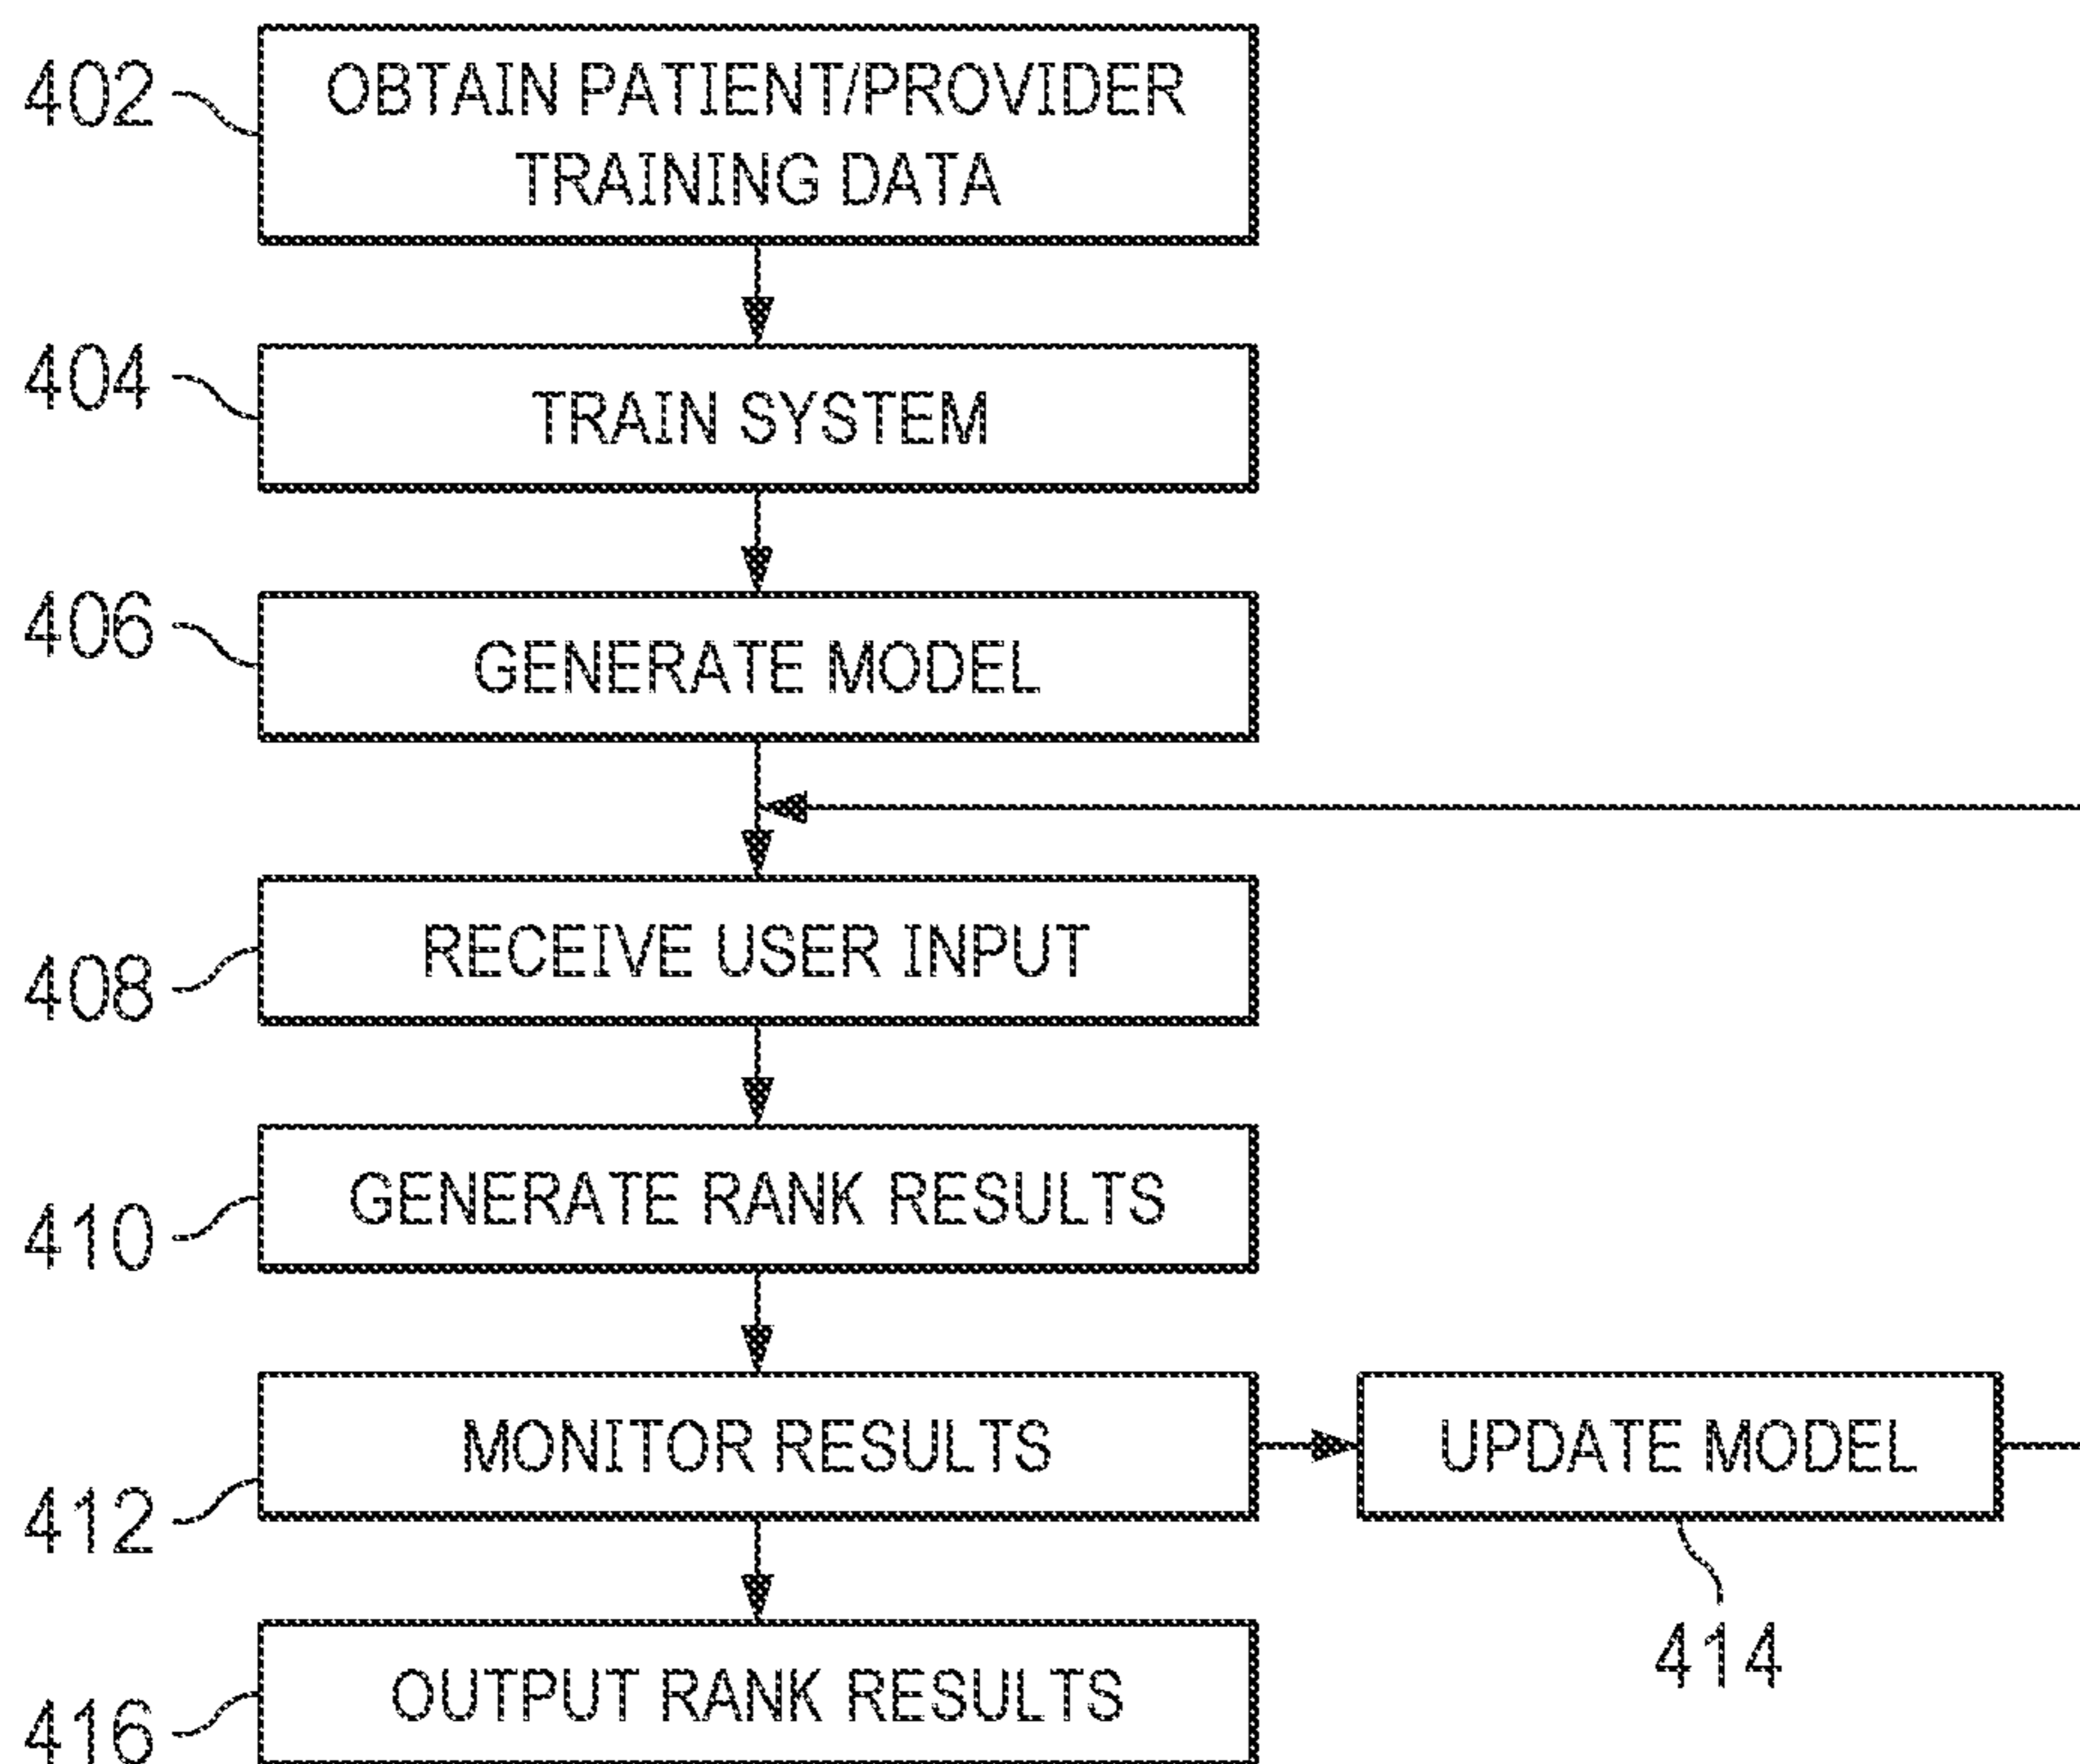 402
OBTAIN PATIENT/PROVIDER
TRAINING DATA
404
TRAIN SYSTEM
406
GENERATE MODEL
408
RECEIVE USER INPUT
410
GENERATE RANK RESULTS
412
MONITOR RESULTS
UPDATE MODEL
414
416
OUTPUT RANK RESULTS